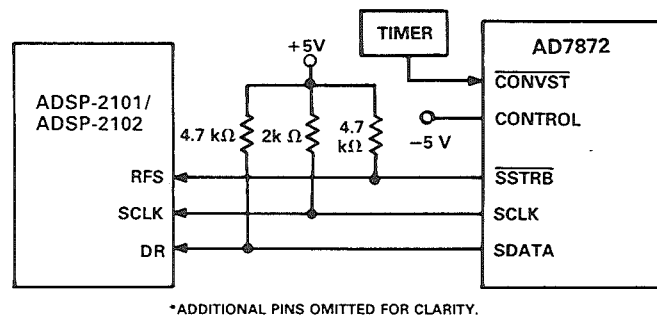 TIMER
+5V
AD7872
ADSP-2101/
ADSP-2102
CONVST
4.7 kΩ
2k Ω
4.7
kΩ
CONTROL
−5 V
RFS
SSTRB
SCLK
SCLK
DR
SDATA
*ADDITIONAL PINS OMITTED FOR CLARITY.